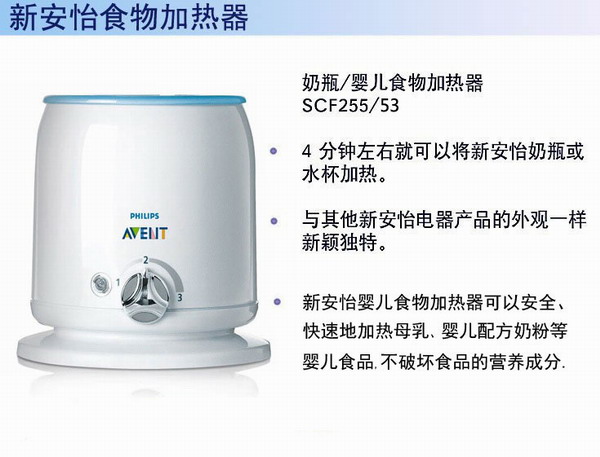 新安怡食物加热器
奶瓶/婴儿食物加热器
SCF255/53
4 分钟左右就可以将新安怡奶瓶或
水杯加热。
与其他新安怡电器产品的外观一样
新颖独特。
新安怡婴儿食物加热器可以安全、
快速地加热母乳、婴儿配方奶粉等
婴儿食品,不破坏食品的营养成分.
PHILIPS
AVENT
1
2
3